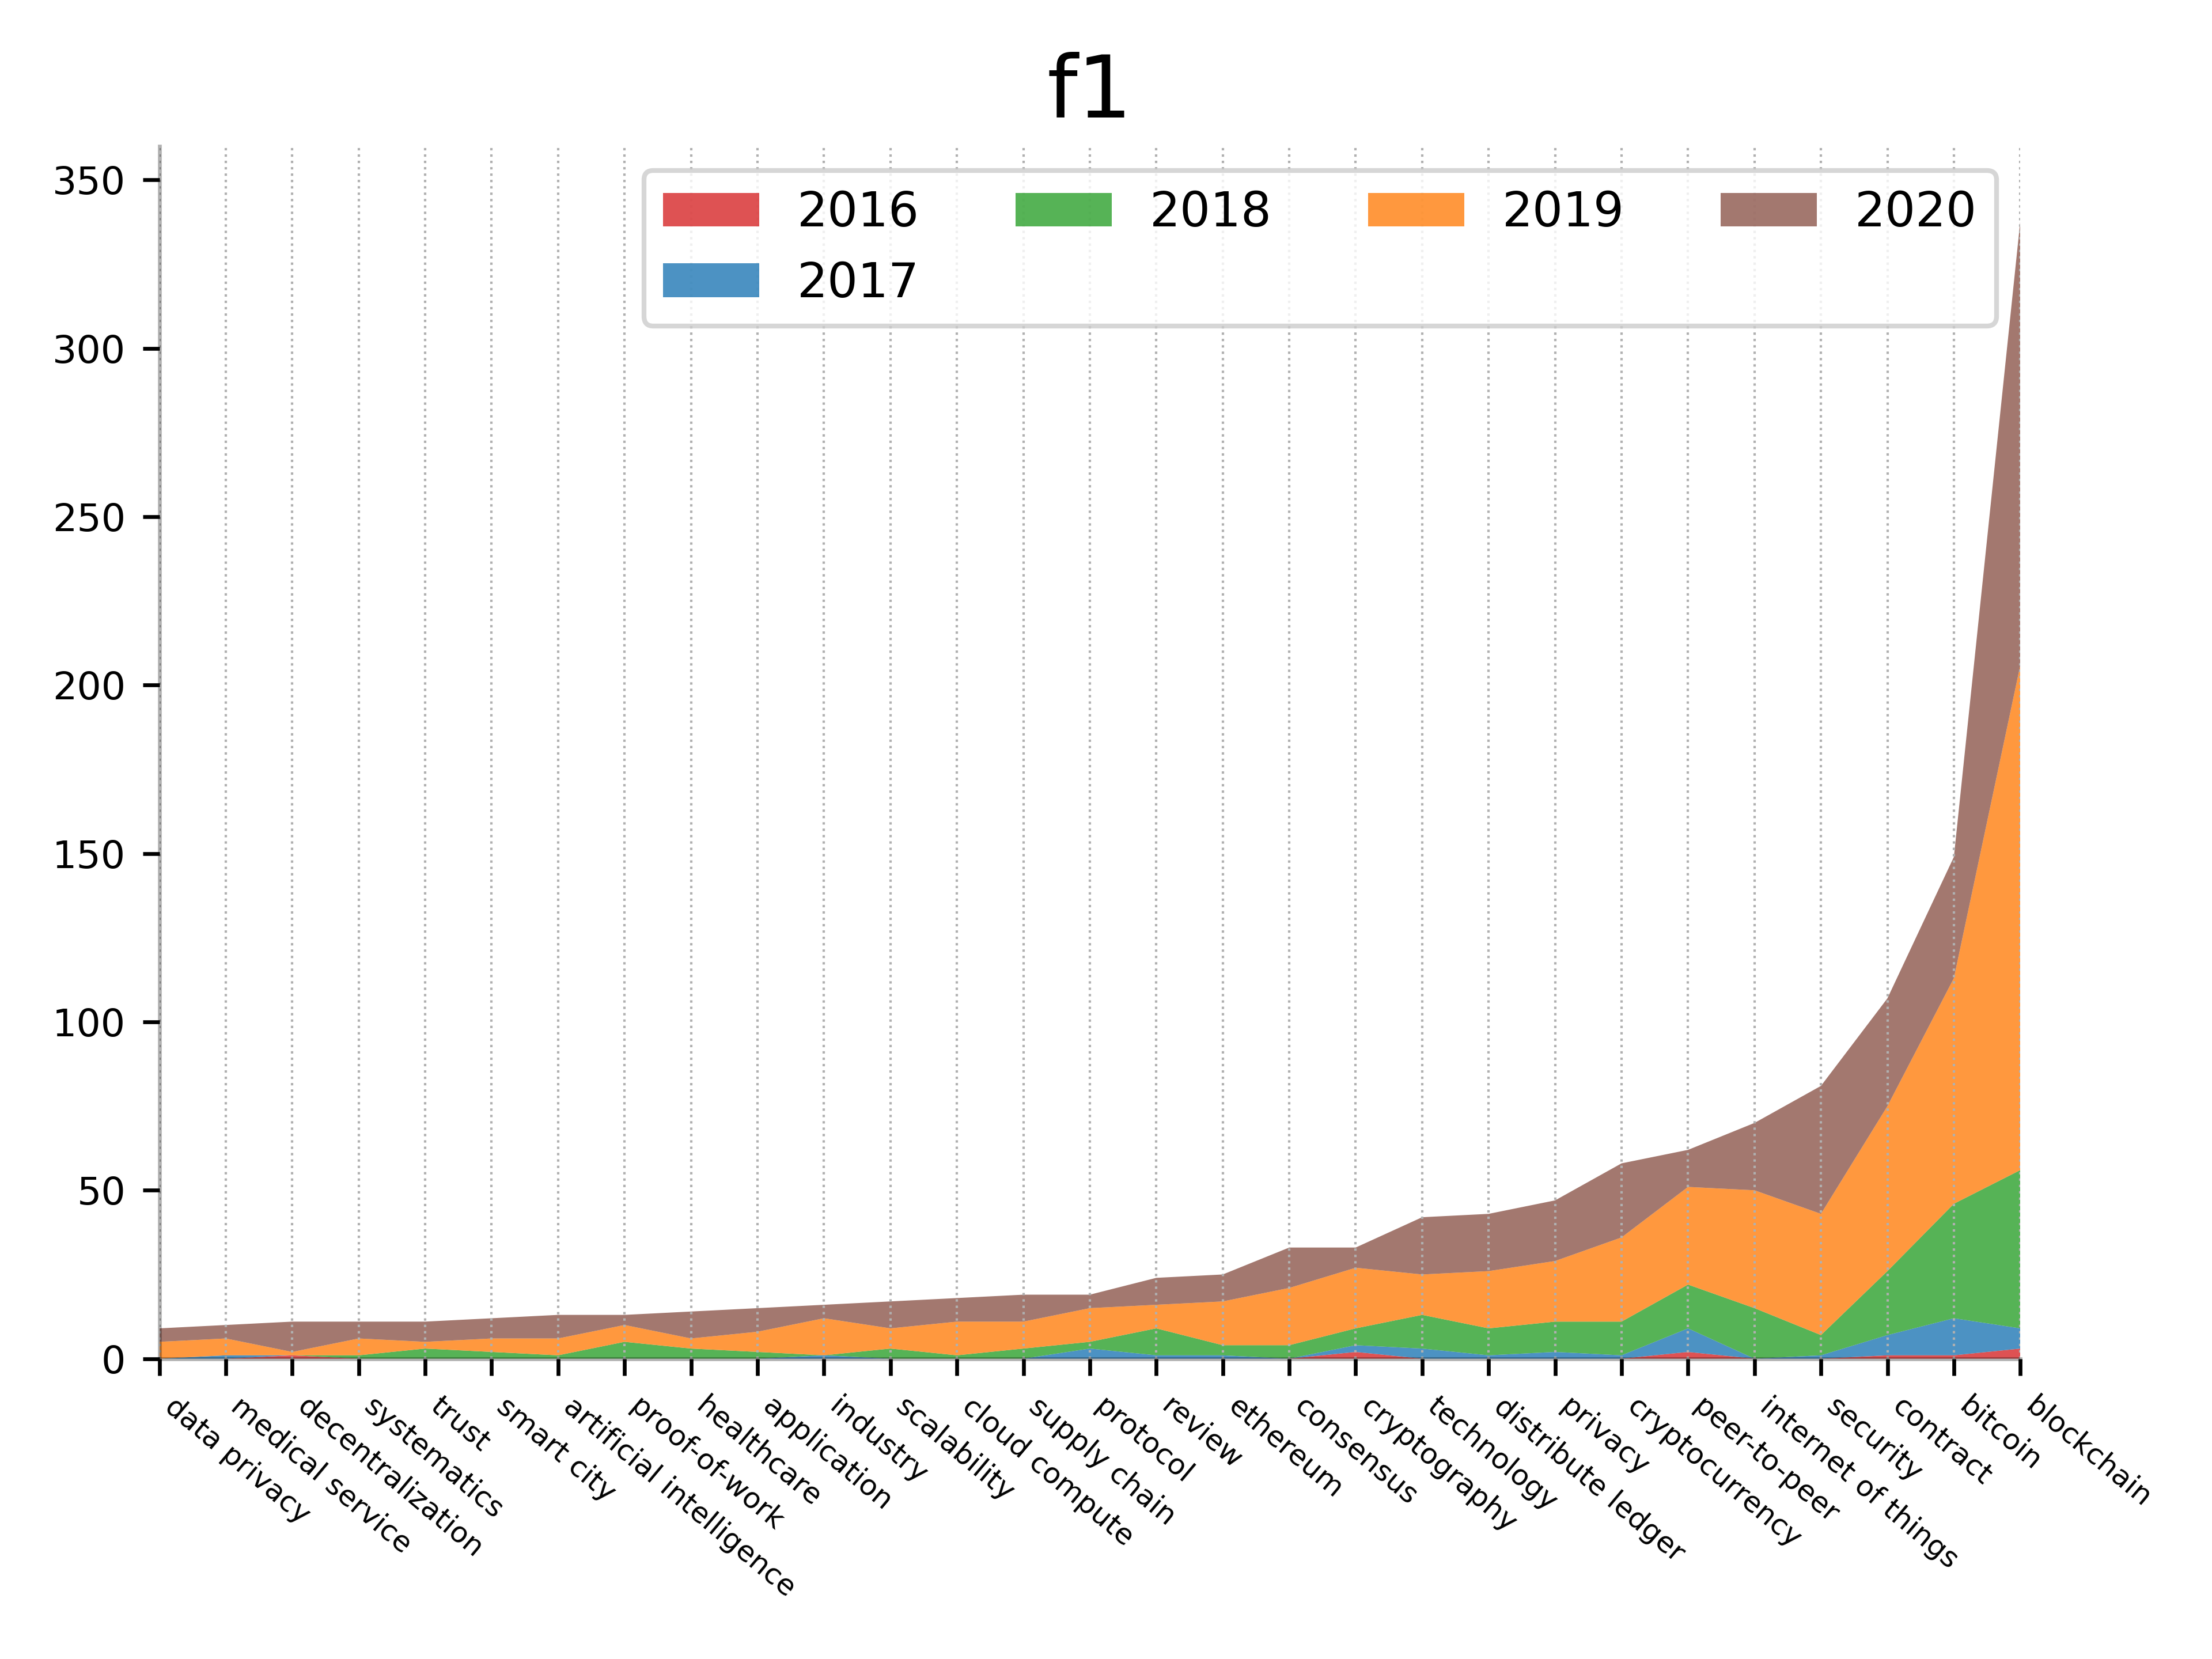 f1
2016 2018 2019 2020
2017
350
300
250
200
150
100
50
0
data privacy
medical service
decentralization
systematics
trust
smart city
artificial intelligence
proof-of-work
healthcare
application
industry
scalability
cloud compute
supply chain
protocol
review
ethereum
consensus
cryptography
technology
distribute ledger
privacy
cryptocurrency
peer-to-peer
internet of things
security
contract
bitcoin
blockchain